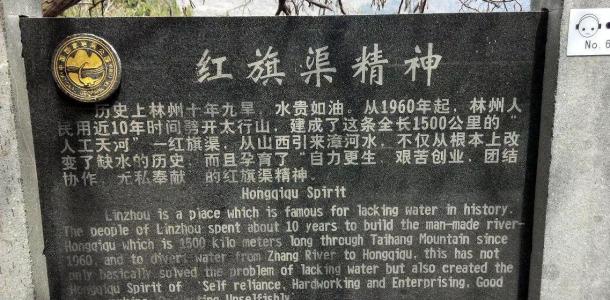 红旗渠精神
No. 6
历史上林州十年九旱，水贵如油。从1960年起，林州人
民用近10年时间劈开太行山，建成了这条全长1500公里的“
人工天河”—红旗渠，从山西引来漳河水，不仅从根本上改
变了缺水的历史，而且孕育了“自力更生，艰苦创业，团结
协作，无私奉献”的红旗渠精神。
Hongqiqu Spirit
Linzhou is a place which is famous for lacking water in history.
The people of Linzhou spent about 10 years to build the man-made river-
Hongqiqu which is 1500 kilo meters long through Taihang Mountain since
1960, and to divert water from Zhang River to Hongqiqu. this has not
only basically solved the problem of lacking water but also created the
Hongqiqu Spirit of "Self reliance, Hardworking and Enterprising, Good
Unselfishly